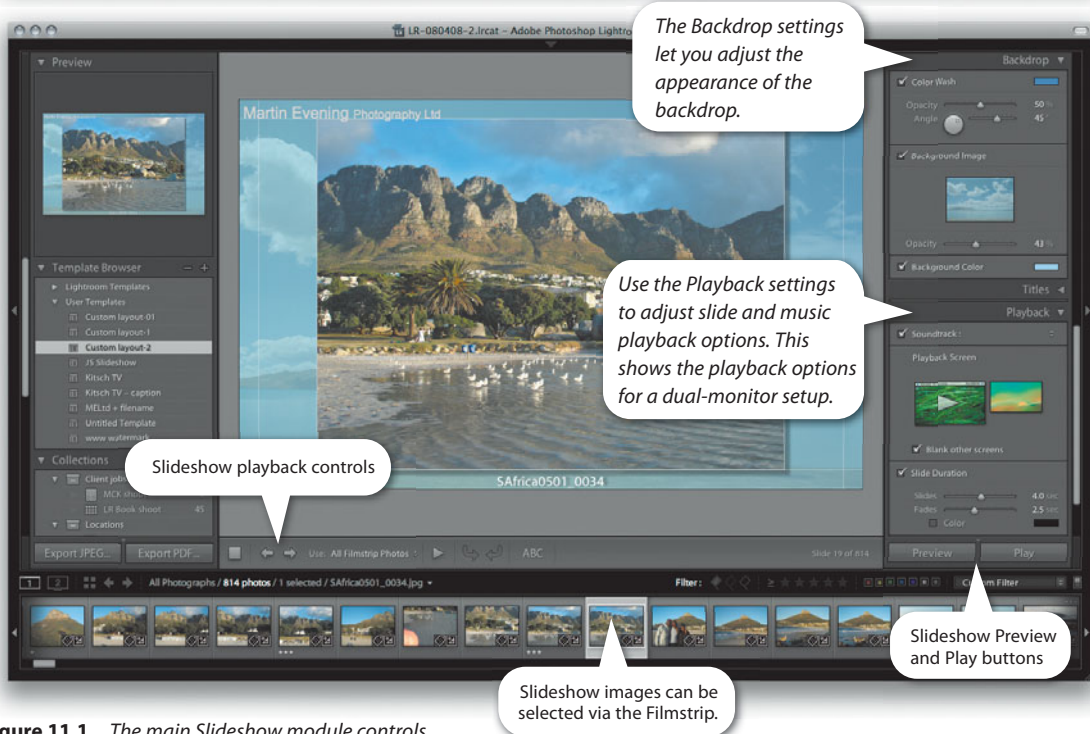 LR-080408-2.lrcat – Adobe Photoshop Lightro
The Backdrop settings
let you adjust the
appearance of the
backdrop.
Preview
Martin Evening Photography Ltd
Backdrop
Color Wash
Opacity 50 %
Angle 45 °
Background Image
Opacity 43 %
Background Color
Titles
Playback
Template Browser − +
Lightroom Templates
User Templates
Custom layout-01
Custom layout-1
Custom layout-2
JS Slideshow
Kitsch TV
Kitsch TV – caption
MELtd + filename
Untitled Template
www watermark
Use the Playback settings
to adjust slide and music
playback options. This
shows the playback options
for a dual-monitor setup.
Soundtrack :
Playback Screen
Blank other screens
Slide Duration
Slides 4.0 sec
Fades 2.5 sec
Color
Slideshow playback controls
Collections
Client job
MCK sho
LR Book shoot 45
Locations
SAfrica0501_0034
Export JPEG... Export PDF...
Use: All Filmstrip Photos ABC Slide 19 of 814
Preview Play
1 2 All Photographs / 814 photos / 1 selected / SAfrica0501_0034.jpg
Filter : ≥ Custom Filter
Slideshow Preview
and Play buttons
Slideshow images can be
selected via the Filmstrip.
gure 11.1 The main Slideshow module controls